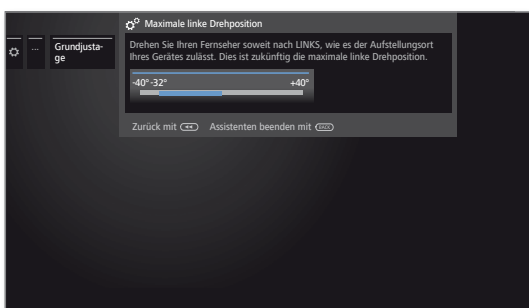 Maximale linke Drehposition
...
Grundjusta-
ge
Drehen Sie Ihren Fernseher soweit nach LINKS, wie es der Aufstellungsort
Ihres Gerätes zulässt. Dies ist zukünftig die maximale linke Drehposition.
-40° -32° +40°
Zurück mit Assistenten beenden mit BACK